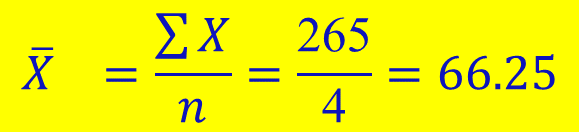 X̄ = ∑ X / n = 265 / 4 = 66.25